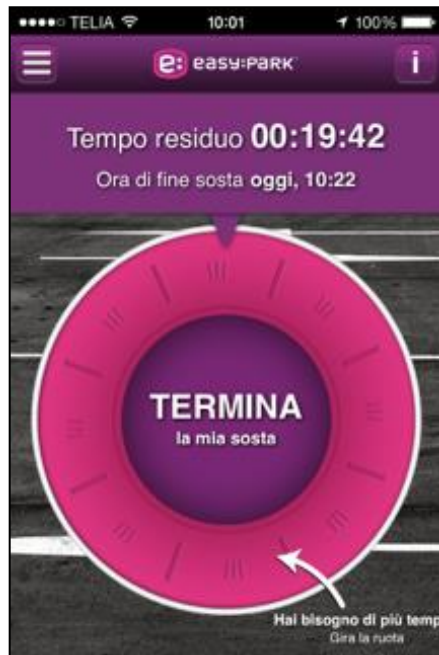 TELIA 10:01 100%
e: easy:PARK i
Tempo residuo 00:19:42
Ora di fine sosta oggi, 10:22
TERMINA
la mia sosta
Hai bisogno di più temp
Gira la ruota